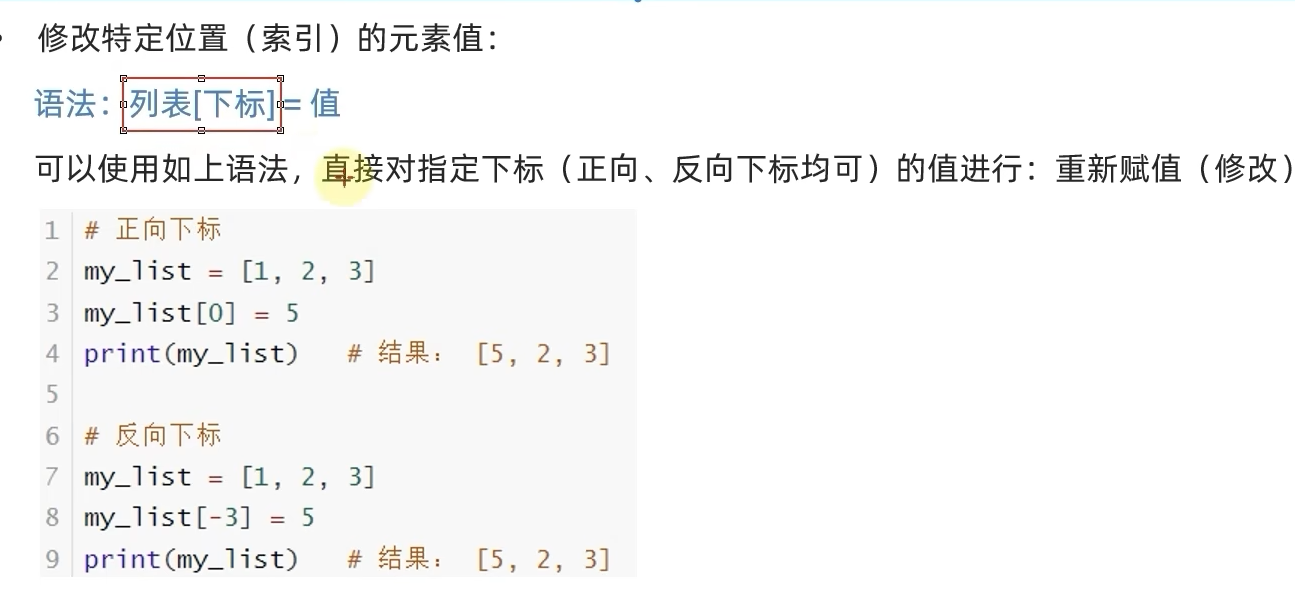 修改特定位置（索引）的元素值：
语法：列表[下标] = 值
可以使用如上语法，直接对指定下标（正向、反向下标均可）的值进行：重新赋值（修改）
1 # 正向下标
2 my_list = [1, 2, 3]
3 my_list[0] = 5
4 print(my_list)   # 结果： [5, 2, 3]
5
6 # 反向下标
7 my_list = [1, 2, 3]
8 my_list[-3] = 5
9 print(my_list)   # 结果： [5, 2, 3]